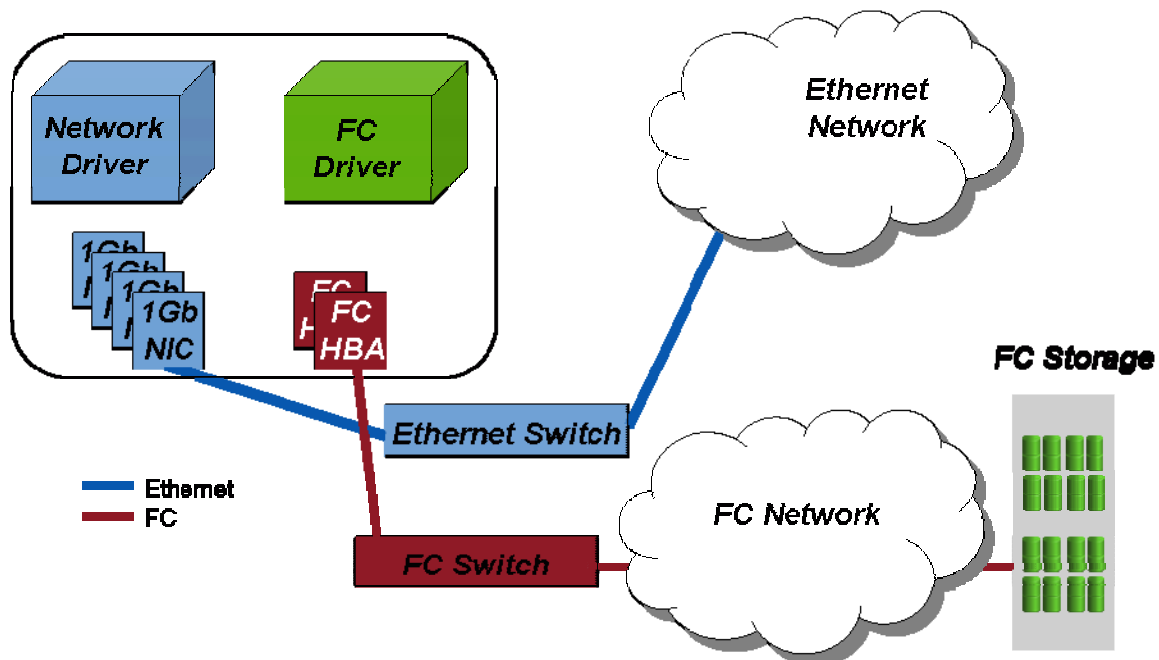 Network
Driver
FC
Driver
Ethernet
Network
1Gb
1Gb
1Gb
1Gb
NIC
FC
FC
HBA
FC Storage
Ethernet Switch
Ethernet
FC
FC Network
FC Switch